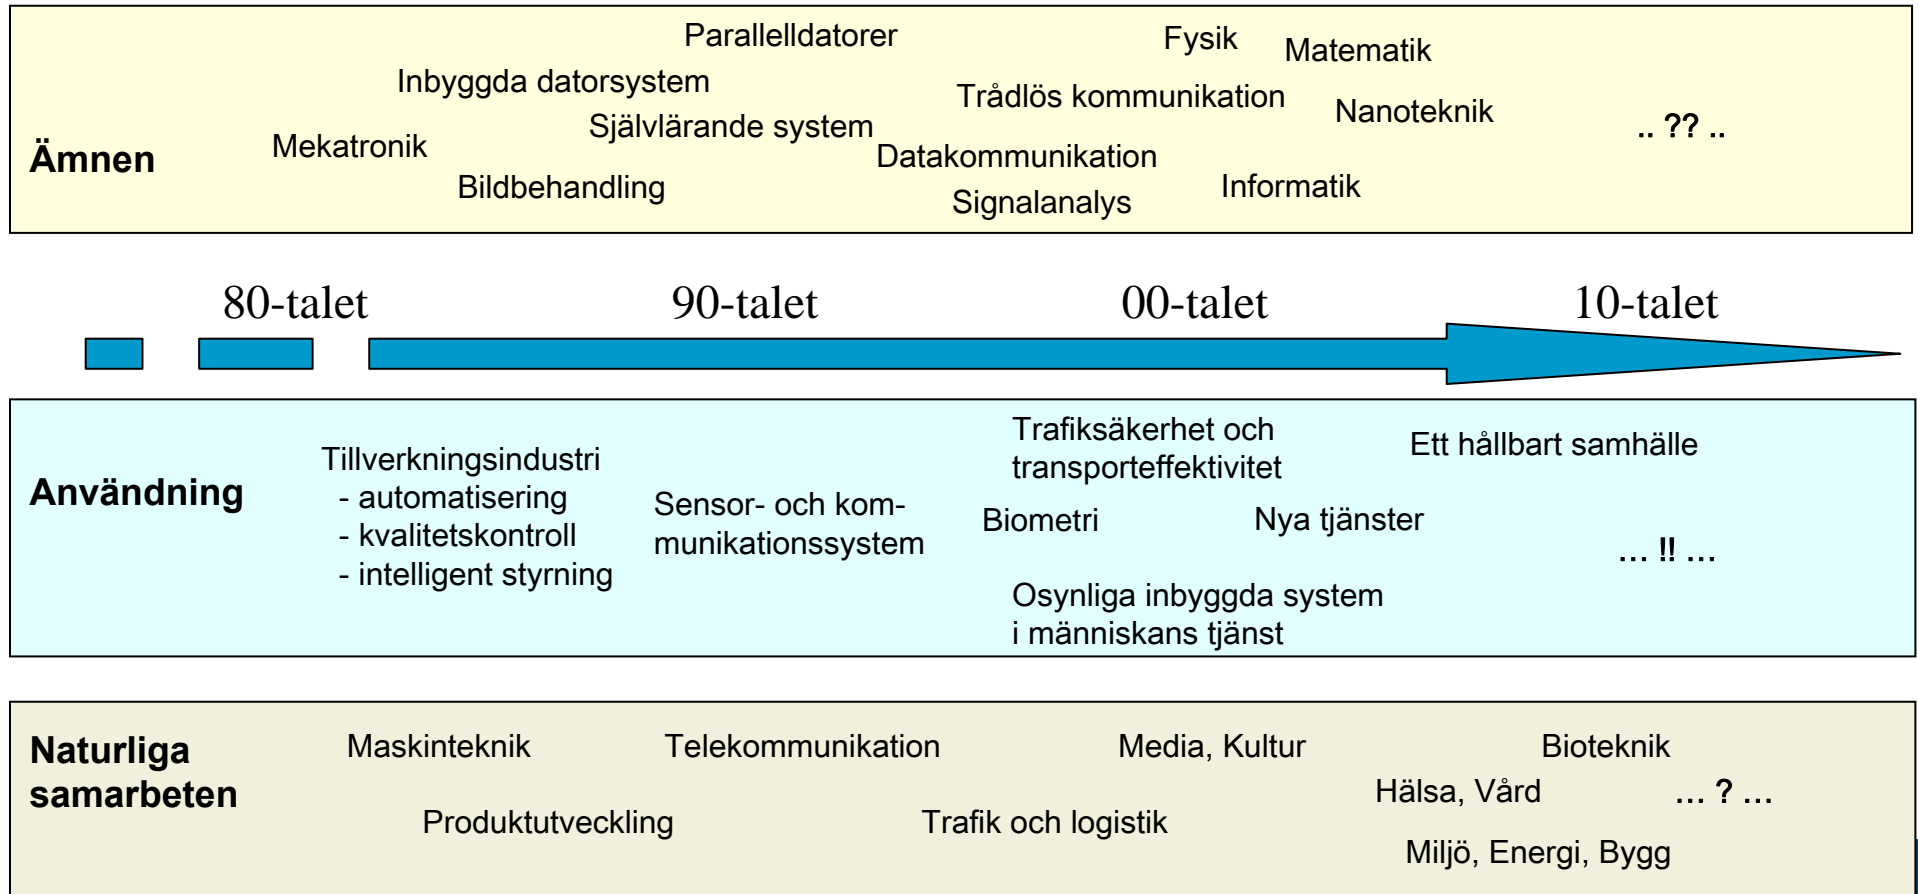 Parallelldatorer
Fysik
Matematik
Inbyggda datorsystem
Trådlös kommunikation
Nanoteknik
Självlärande system
.. ?? ..
Ämnen
Mekatronik
Datakommunikation
Bildbehandling
Informatik
Signalanalys
80-talet 90-talet 00-talet 10-talet
Användning
Tillverkningsindustri
- automatisering
- kvalitetskontroll
- intelligent styrning
Sensor- och kom-
munikationssystem
Trafiksäkerhet och
transporteffektivitet
Ett hållbart samhälle
Biometri
Nya tjänster
... !! ...
Osynliga inbyggda system
i människans tjänst
Naturliga
samarbeten
Maskinteknik
Telekommunikation
Media, Kultur
Bioteknik
Hälsa, Vård
... ? ...
Produktutveckling
Trafik och logistik
Miljö, Energi, Bygg